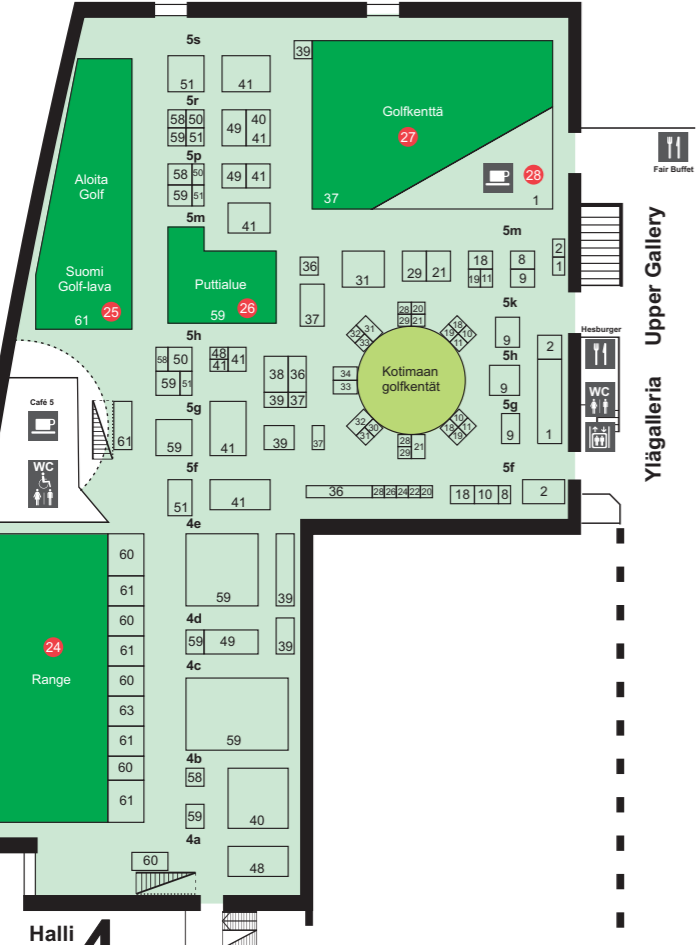 5s
39
51 41
Golfkenttä
27
5r
58 50 49 40
59 51 41
5p
58 50 49 41
59 51
28
Fair Buffet
Aloita
Golf
41
37
1
5m
5m
Suomi
Golf-lava
25
61
Puttialue
59 26
36
31
29 21
18
19 11
8
9
2
1
37
5k
28 20
29 21
32 31
33
18
19 10
11
9
2
Hesburger
WC
Upper Gallery
Ylägalleria
5h
58 50
59 51
48 41
41
38 36
39 37
34
33
Kotimaan
golfkentät
5h
9
1
Café 5
WC
61
5g
59
41
39
37
32
30
31
28
29 21
10
18 11
19
5g
9
5f
51
41
36 28 26 24 22 20
5f
18 10 8
2
4e
60
61
60
61
60
63
61
60
61
59
39
4d
59 49
39
24
Range
4c
59
4b
58
59
40
4a
60
48
Halli
4